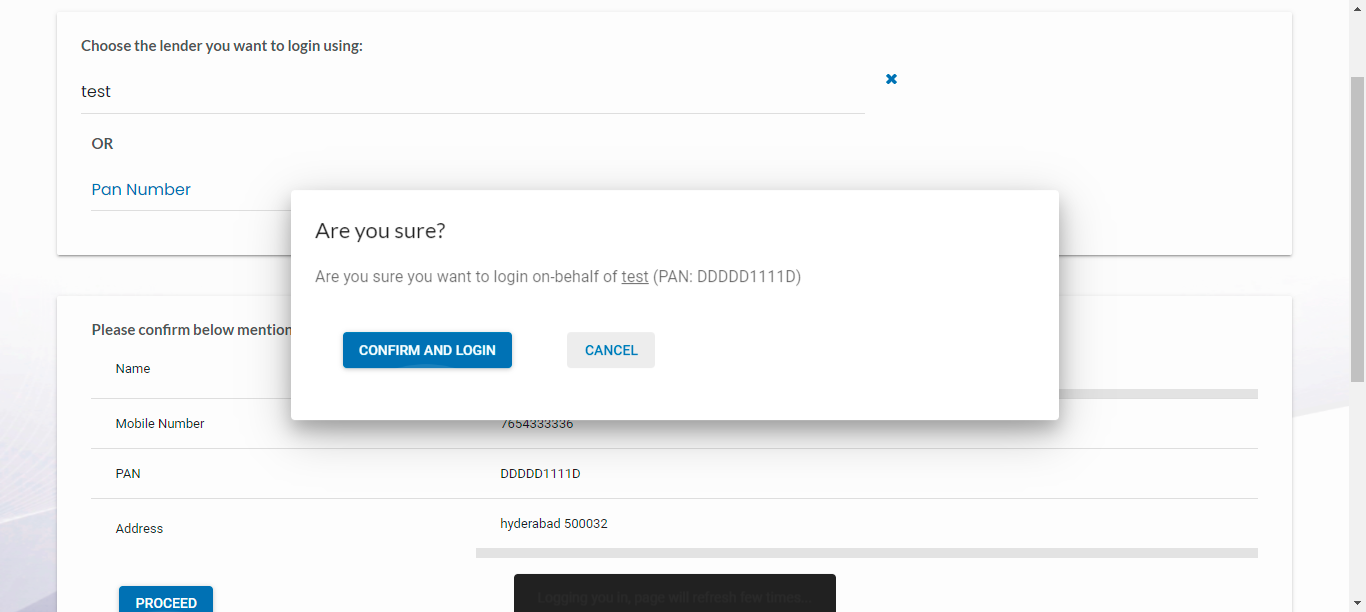 Choose the lender you want to login using:
test
OR
Pan Number
Are you sure?
Are you sure you want to login on-behalf of test (PAN: DDDDD1111D)
CONFIRM AND LOGIN
CANCEL
Please confirm below mention
Name
Mobile Number
7654333336
PAN
DDDDD1111D
Address
hyderabad 500032
PROCEED
Logging you in, page will refresh few times...